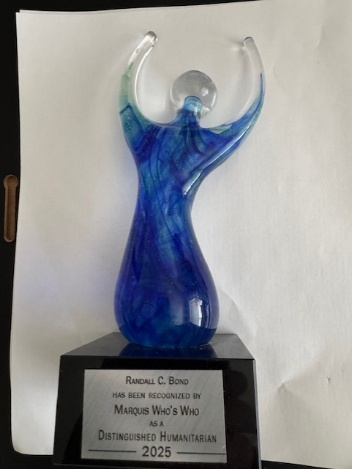 RANDALL C. BOND
HAS BEEN RECOGNIZED BY
MARQUIS WHO'S WHO
AS A
DISTINGUISHED HUMANITARIAN
2025